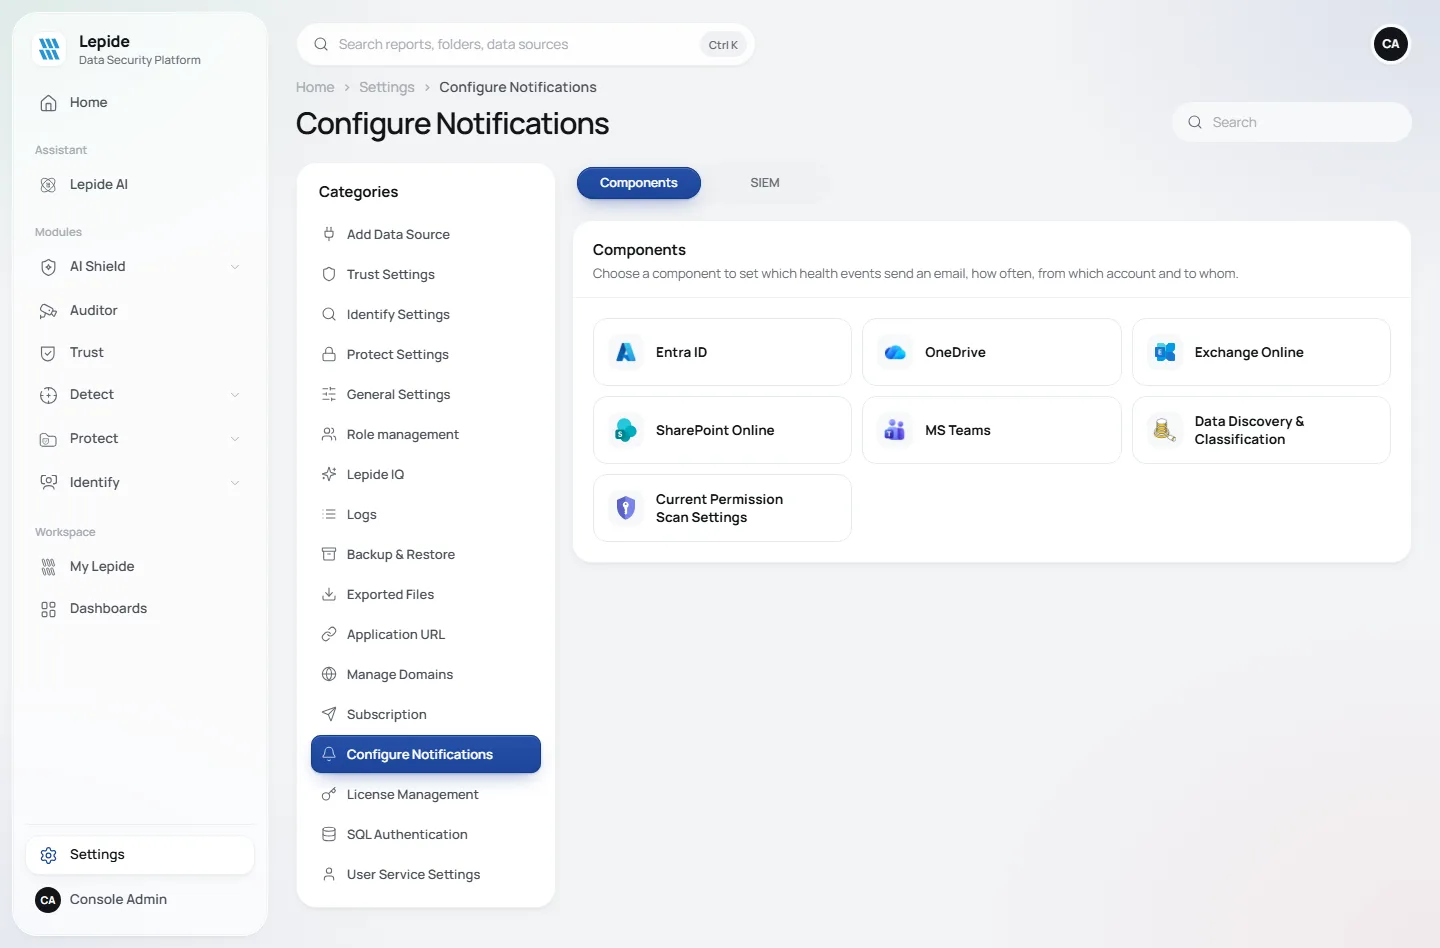 Lepide
Data Security Platform
Home
Assistant
Lepide AI
Modules
AI Shield
Auditor
Trust
Detect
Protect
Identify
Workspace
My Lepide
Dashboards
Settings
CA
Console Admin
Search reports, folders, data sources
Ctrl K
CA
Home > Settings > Configure Notifications
Configure Notifications
Search
Categories
Add Data Source
Trust Settings
Identify Settings
Protect Settings
General Settings
Role management
Lepide IQ
Logs
Backup & Restore
Exported Files
Application URL
Manage Domains
Subscription
Configure Notifications
License Management
SQL Authentication
User Service Settings
Components
SIEM
Components
Choose a component to set which health events send an email, how often, from which account and to whom.
Entra ID
OneDrive
Exchange Online
SharePoint Online
MS Teams
Data Discovery &
Classification
Current Permission
Scan Settings